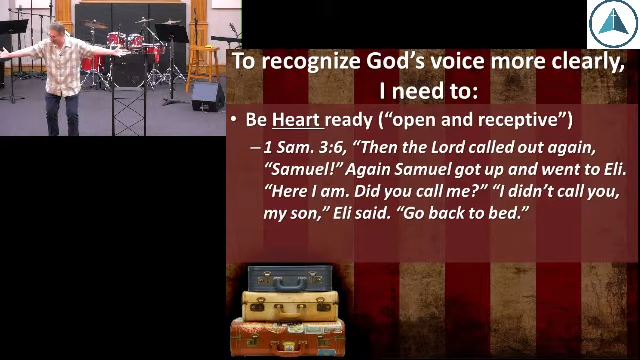 To recognize God's voice more clearly,
I need to:
• Be Heart ready (“open and receptive”)
– 1 Sam. 3:6, “Then the Lord called out again,
“Samuel!” Again Samuel got up and went to Eli.
“Here I am. Did you call me?” “I didn't call you,
my son,” Eli said. “Go back to bed.”